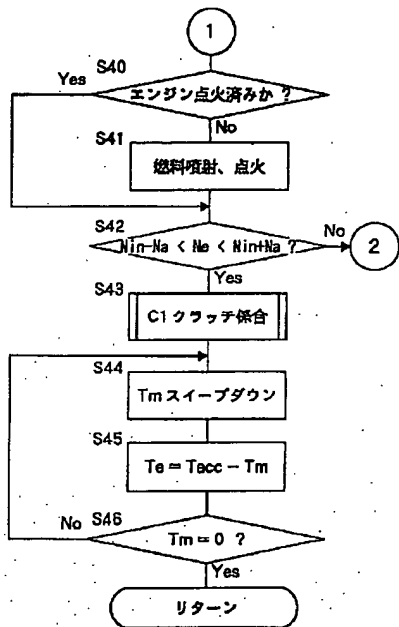 1
S40
Yes
エンジン点火済みか ?
No
S41
燃料噴射、点火
S42
Nin−Na < Ne < Nin+Na ?
No
2
Yes
S43
C1クラッチ係合
S44
Tmスイープダウン
S45
Te = Tacc − Tm
No
S46
Tm = 0 ?
Yes
リターン